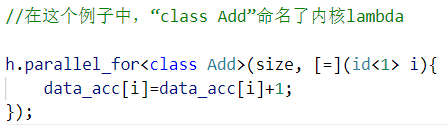 //在这个例子中，“class Add”命名了内核lambda
h.parallel_for<class Add>(size, [=](id<1> i){
    data_acc[i]=data_acc[i]+1;
});